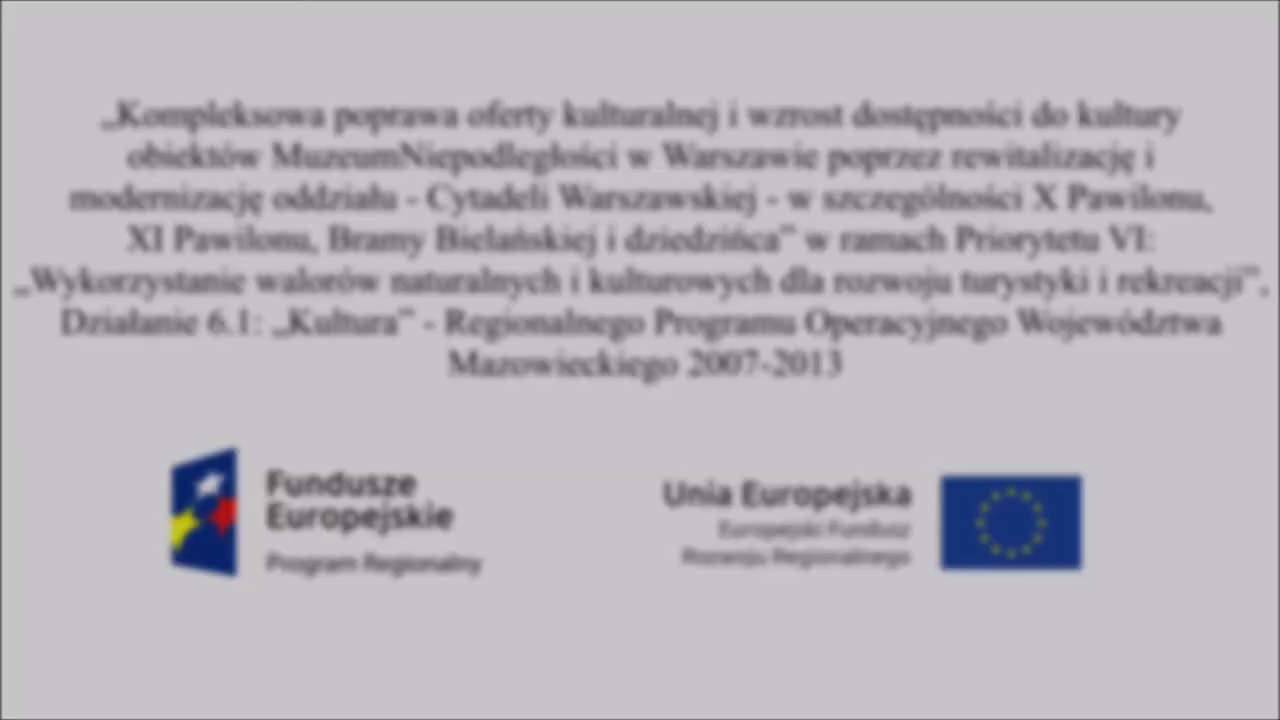 „Kompleksowa poprawa oferty kulturalnej i wzrost dostępności do kultury
obiektów MuzeumNiepodległości w Warszawie poprzez rewitalizację i
modernizację oddziału - Cytadeli Warszawskiej - w szczególności X Pawilonu,
XI Pawilonu, Bramy Bielańskiej i dziedzińca” w ramach Priorytetu VI:
„Wykorzystanie walorów naturalnych i kulturowych dla rozwoju turystyki i rekreacji”,
Działanie 6.1: „Kultura” - Regionalnego Programu Operacyjnego Województwa
Mazowieckiego 2007-2013
Fundusze
Europejskie
Program Regionalny
Unia Europejska
Europejski Fundusz
Rozwoju Regionalnego